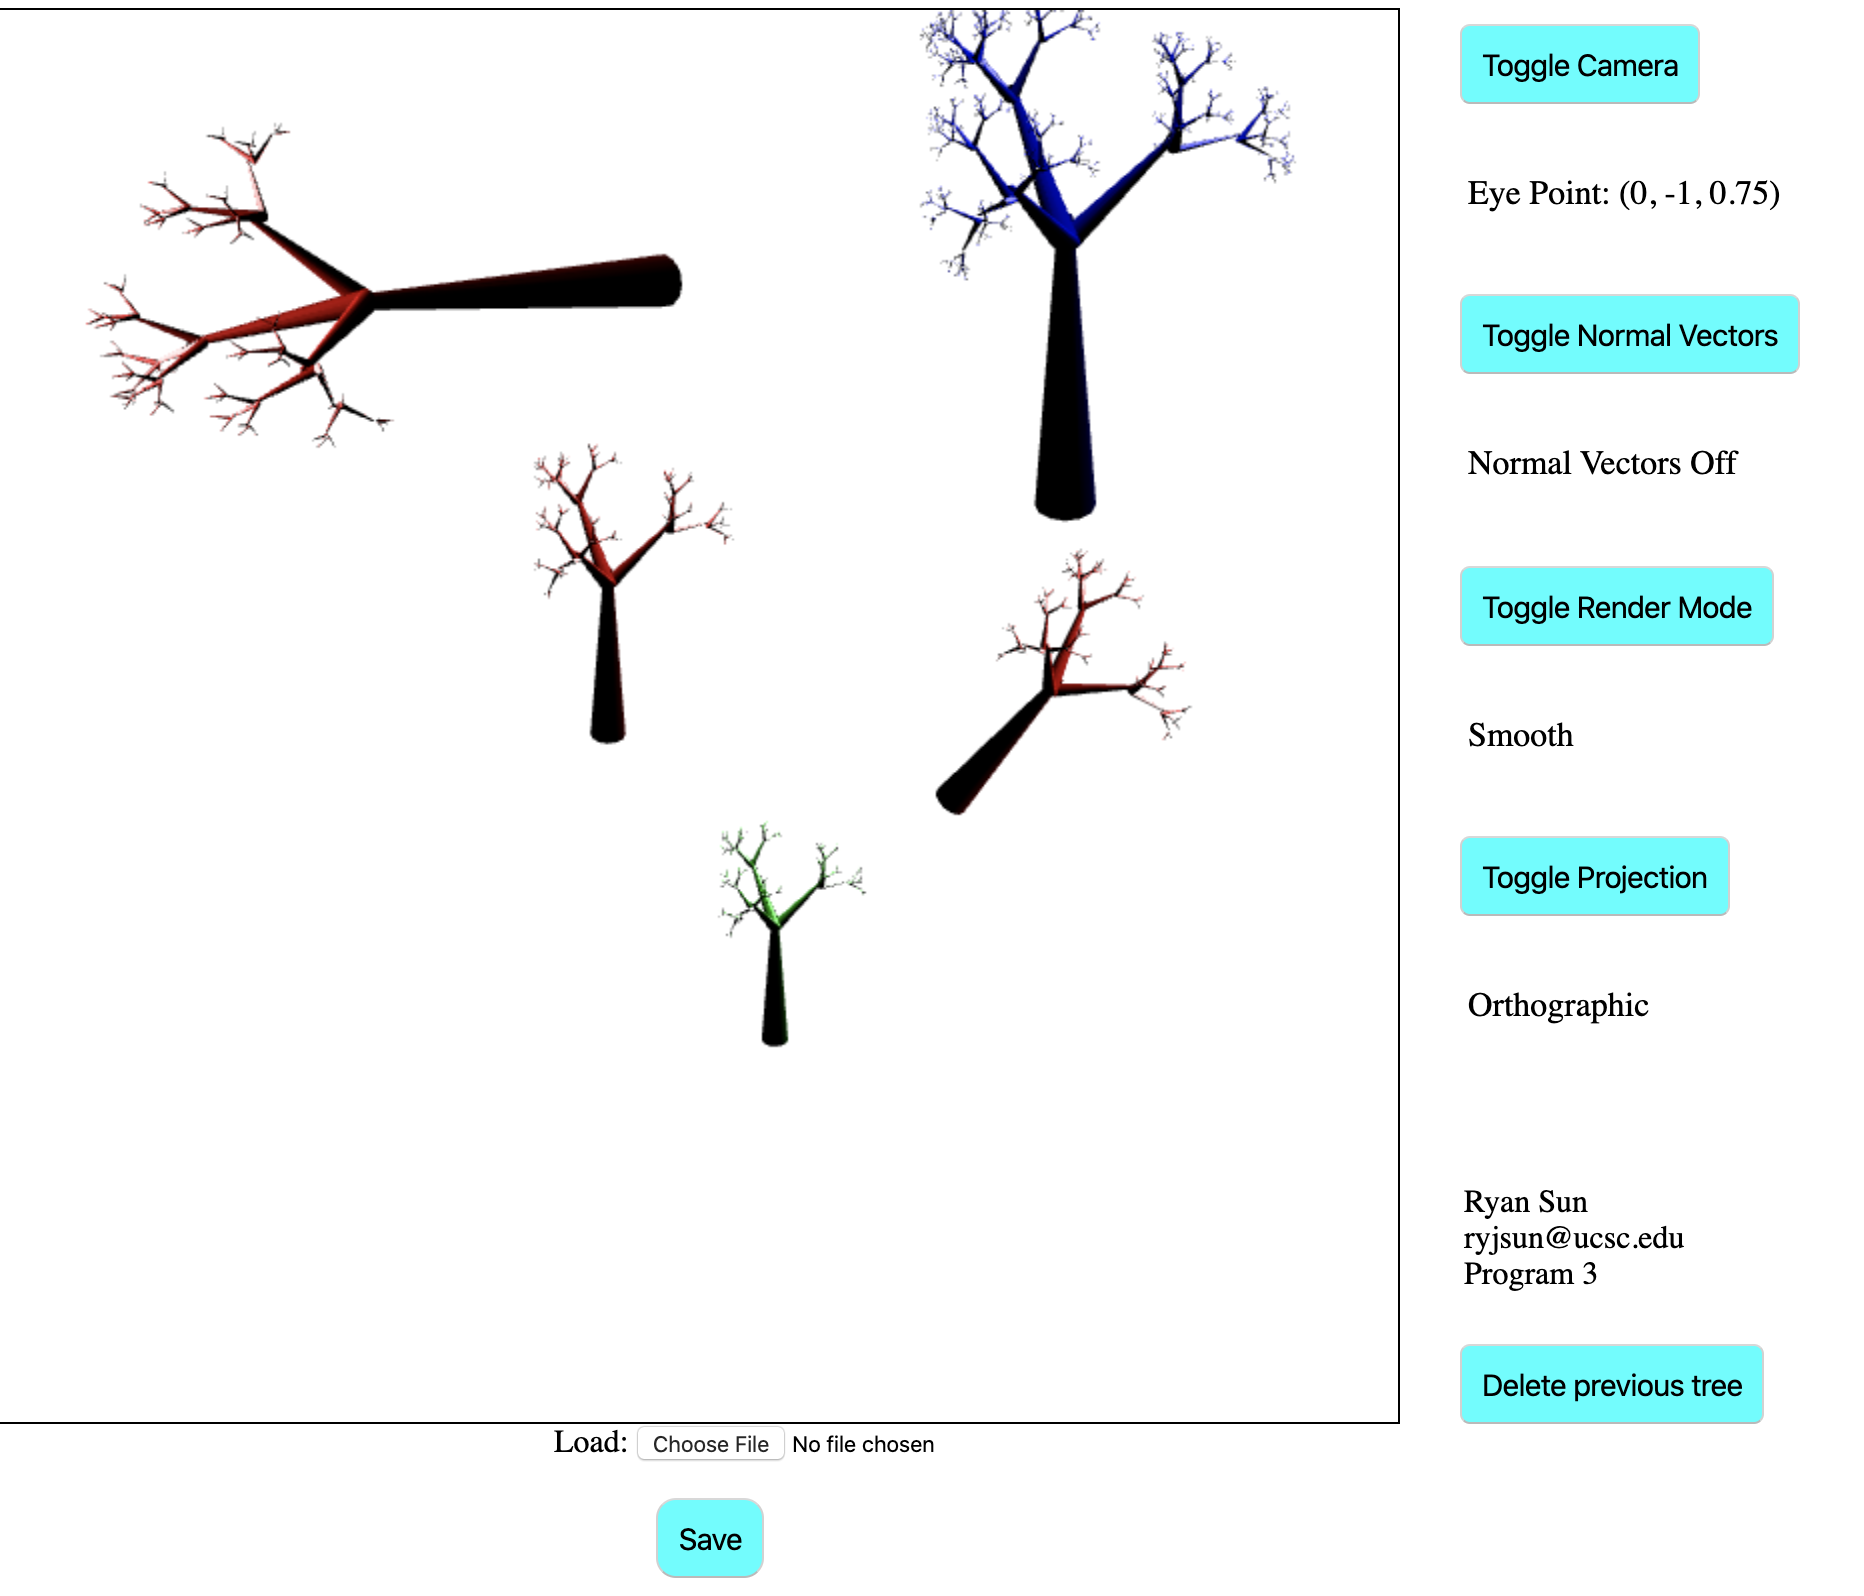 Toggle Camera
Eye Point: (0, -1, 0.75)
Toggle Normal Vectors
Normal Vectors Off
Toggle Render Mode
Smooth
Toggle Projection
Orthographic
Ryan Sun
ryjsun@ucsc.edu
Program 3
Delete previous tree
Load: Choose File No file chosen
Save